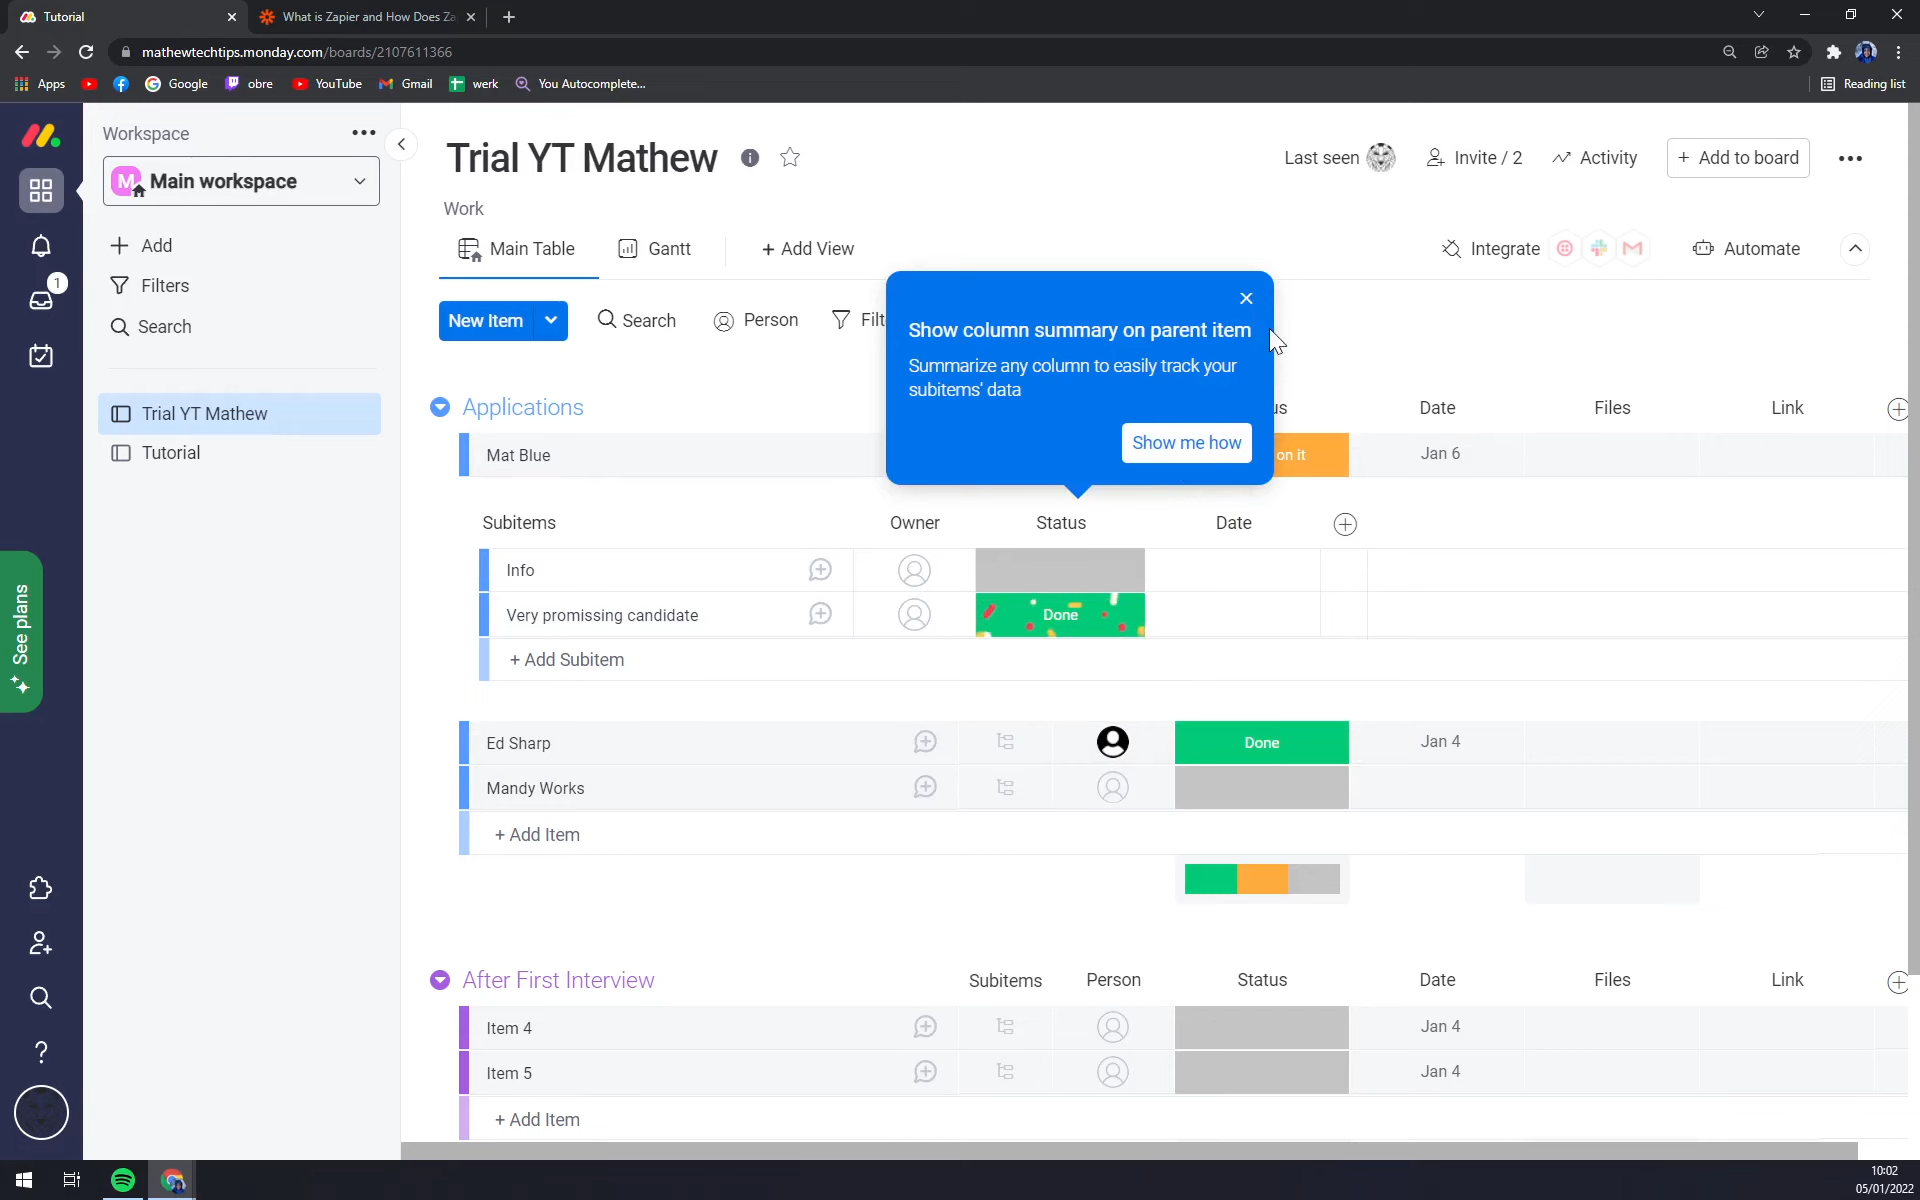 Tutorial
What is Zapier and How Does Za
mathewtechtips.monday.com/boards/2107611366
Apps
Google
obre
YouTube
Gmail
werk
You Autocomplete...
Reading list
Workspace
M
Main workspace
Add
Filters
Search
Trial YT Mathew
Tutorial
1
See plans
Trial YT Mathew
Last seen
Invite / 2
Activity
+ Add to board
Work
Main Table
Gantt
+ Add View
Integrate
Automate
New Item
Search
Person
Filt
Show column summary on parent item
Summarize any column to easily track your
subitems' data
Show me how
Applications
us
Date
Files
Link
Mat Blue
on it
Jan 6
Subitems
Owner
Status
Date
Info
Very promissing candidate
Done
+ Add Subitem
Ed Sharp
Done
Jan 4
Mandy Works
+ Add Item
After First Interview
Subitems
Person
Status
Date
Files
Link
Item 4
Jan 4
Item 5
Jan 4
+ Add Item
10:02
05/01/2022